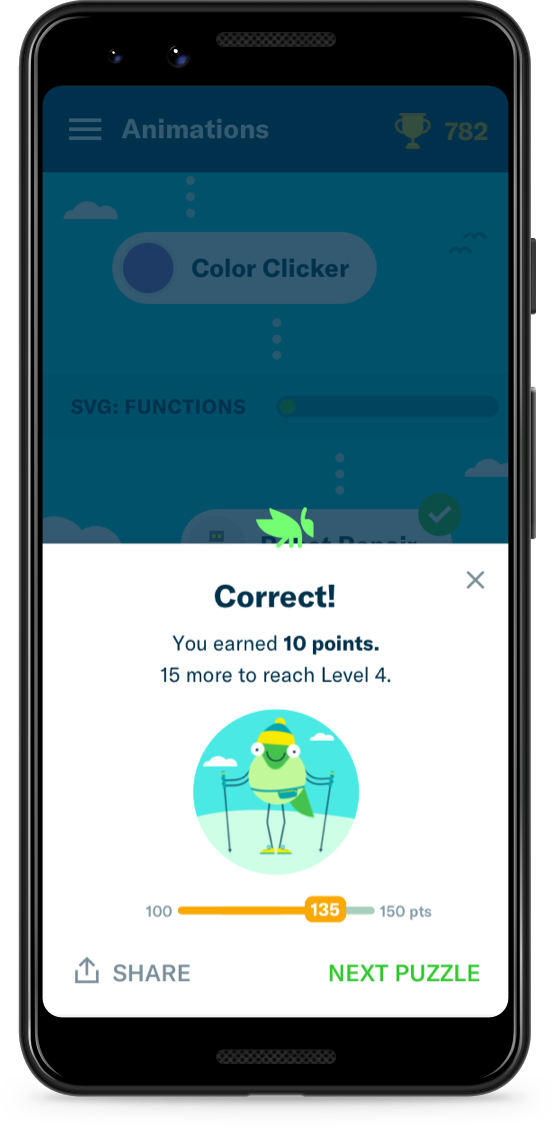 Animations
782
Color Clicker
SVG: FUNCTIONS
Repair
Correct!
You earned 10 points.
15 more to reach Level 4.
100
135
150 pts
SHARE
NEXT PUZZLE